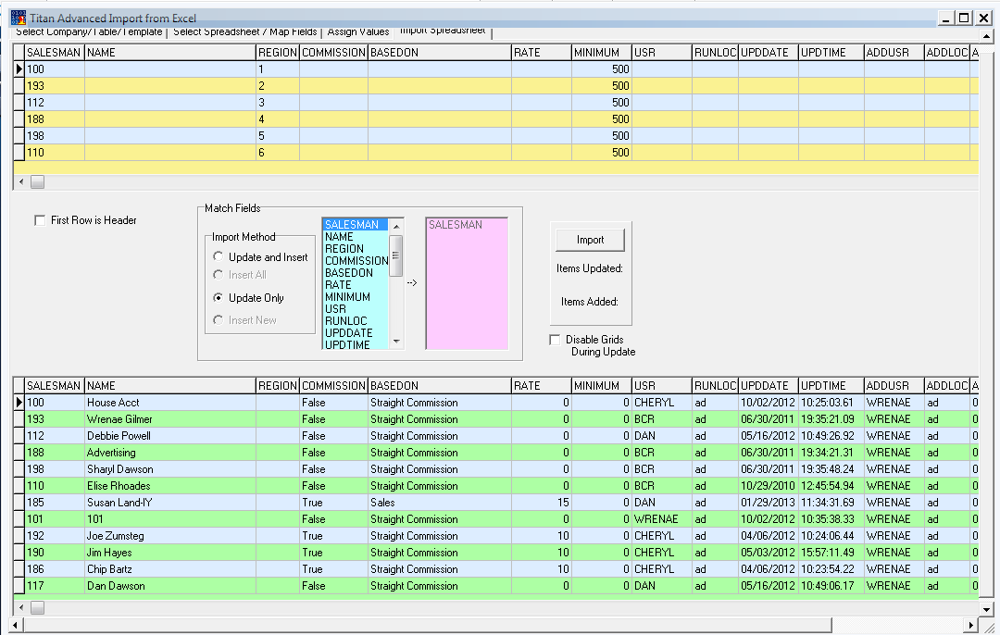 Titan Advanced Import from Excel
Select Company/Table/Template | Select Spreadsheet / Map Fields | Assign Values Import Spreadsheet
SALESMAN NAME REGION COMMISSION BASEDON RATE MINIMUM USR RUNLOC UPDDATE UPDTIME ADDUSR ADDLOC A
100 1 500
193 2 500
112 3 500
188 4 500
198 5 500
110 6 500
First Row is Header
Match Fields
Import Method
Update and Insert
Insert All
Update Only
Insert New
SALESMAN
NAME
REGION
COMMISSION
BASEDON
RATE
MINIMUM
USR
RUNLOC
UPDDATE
UPDTIME
-->
SALESMAN
Import
Items Updated:
Items Added:
Disable Grids
During Update
SALESMAN NAME REGION COMMISSION BASEDON RATE MINIMUM USR RUNLOC UPDDATE UPDTIME ADDUSR ADDLOC A
100 House Acct False Straight Commission 0 0 CHERYL ad 10/02/2012 10:25:03.61 WRENAE ad 0
193 Wrenae Gilmer False Straight Commission 0 0 BCR ad 06/30/2011 19:35:21.09 WRENAE ad 0
112 Debbie Powell False Straight Commission 0 0 DAN ad 05/16/2012 10:49:26.92 WRENAE ad 0
188 Advertising False Straight Commission 0 0 BCR ad 06/30/2011 19:34:21.31 WRENAE ad 0
198 Sharyl Dawson False Straight Commission 0 0 BCR ad 06/30/2011 19:35:48.24 WRENAE ad 0
110 Elise Rhoades False Straight Commission 0 0 BCR ad 10/29/2010 12:45:54.94 WRENAE ad 0
185 Susan Land-IY True Sales 15 0 DAN ad 01/29/2013 11:34:31.69 WRENAE ad 0
101 101 False Straight Commission 0 0 WRENAE ad 10/02/2012 10:35:38.33 WRENAE ad 0
192 Joe Zumsteg True Straight Commission 10 0 CHERYL ad 04/06/2012 10:24:06.44 WRENAE ad 0
190 Jim Hayes True Straight Commission 10 0 CHERYL ad 05/03/2012 15:57:11.49 WRENAE ad 0
186 Chip Bartz True Straight Commission 10 0 CHERYL ad 04/06/2012 10:23:54.22 WRENAE ad 0
117 Dan Dawson False Straight Commission 0 0 DAN ad 05/16/2012 10:49:06.17 WRENAE ad 0